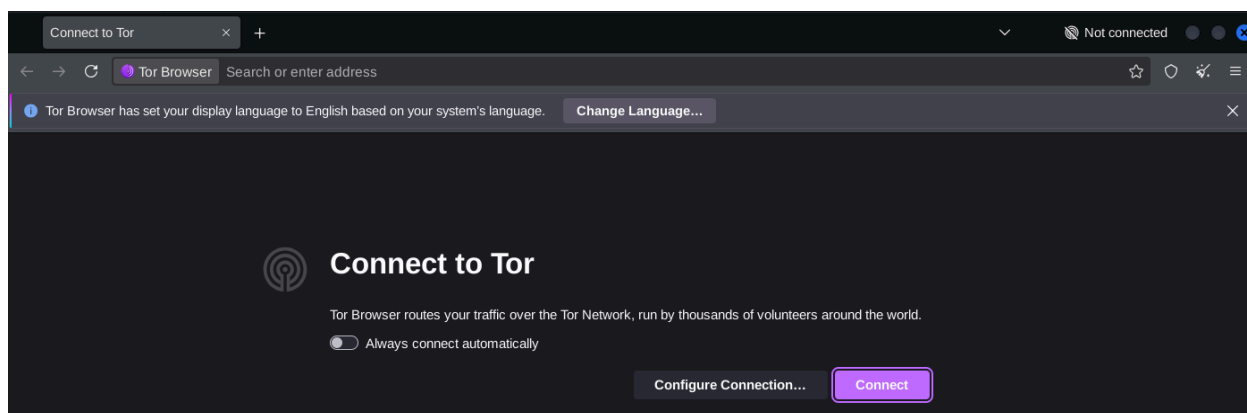 Connect to Tor
Not connected
Tor Browser Search or enter address
Tor Browser has set your display language to English based on your system's language. Change Language...
Connect to Tor
Tor Browser routes your traffic over the Tor Network, run by thousands of volunteers around the world.
Always connect automatically
Configure Connection... Connect